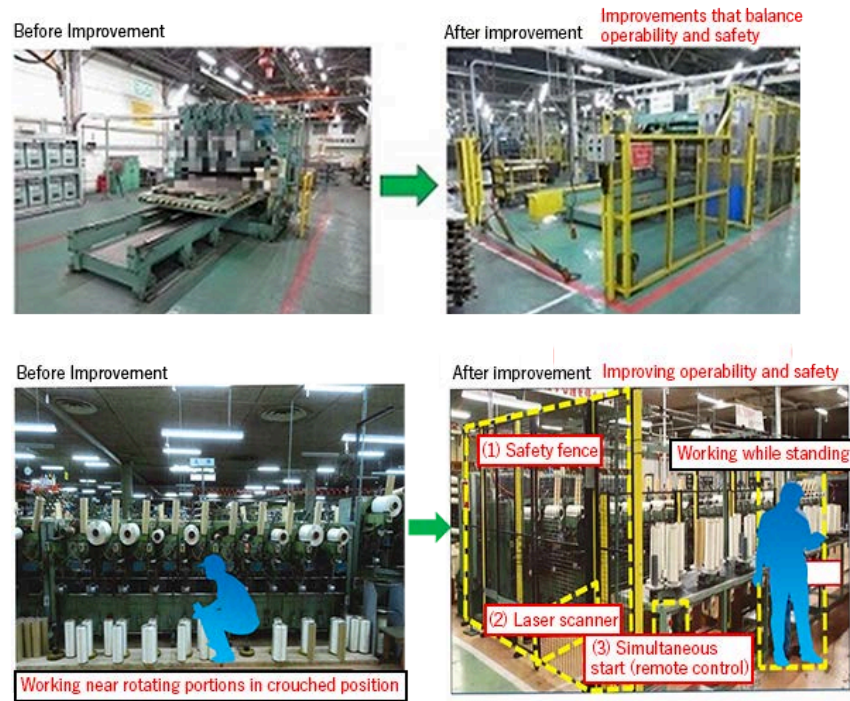 Before Improvement
After improvement
Improvements that balance
operability and safety
Before Improvement
After improvement
Improving operability and safety
(1) Safety fence
Working while standing
(2) Laser scanner
(3) Simultaneous
start (remote control)
Working near rotating portions in crouched position